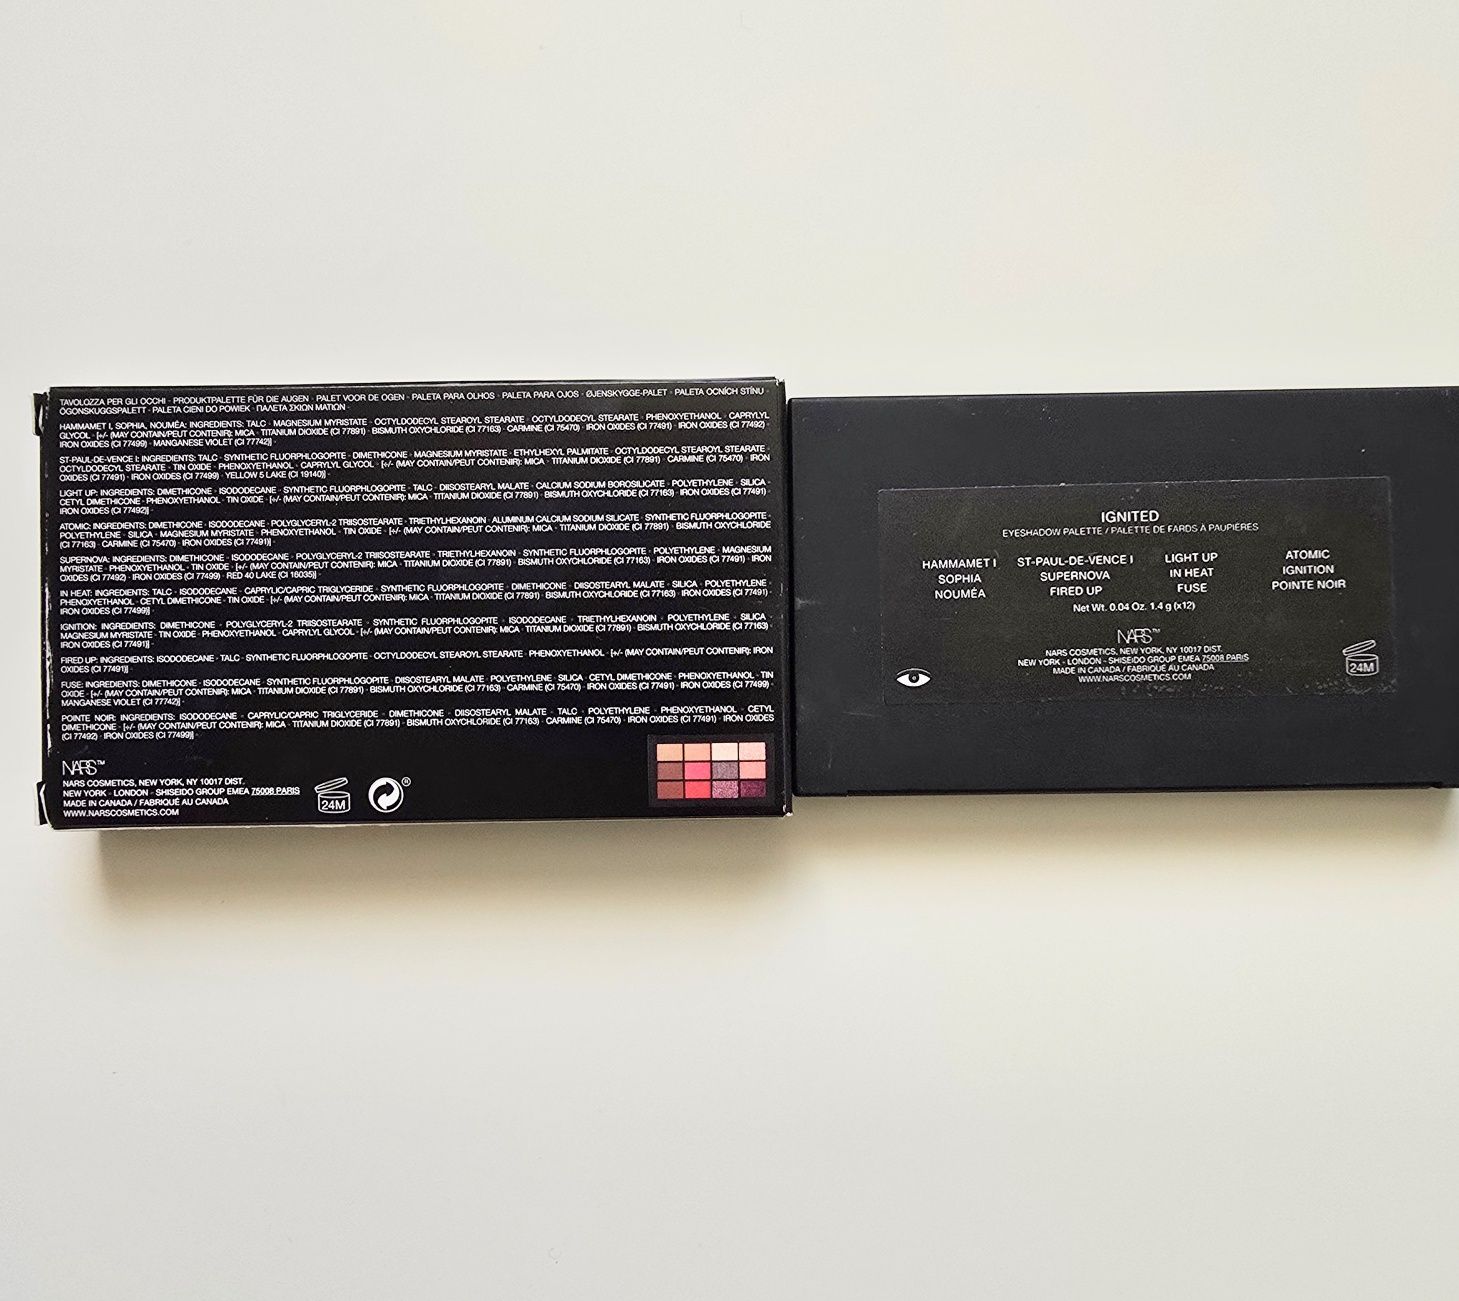 TAVOLOZZA PER GLI OCCHI · PRODUKTPALETTE FÜR DIE AUGEN · PALET VOOR DE OGEN · PALETA PARA OLHOS · PALETA PARA OJOS · ØJENSKYGGE-PALET · PALETA OCNÍCH STÍNU
ÖGONSKUGGSPALETT · PALETA CIENI DO POWIEK · ΠΑΛΕΤΑ ΣΚΙΩΝ ΜΑΤΙΩΝ ·
HAMMAMET I, SOPHIA, NOUMÉA: INGREDIENTS: TALC · MAGNESIUM MYRISTATE · OCTYLDODECYL STEAROYL STEARATE · OCTYLDODECYL STEARATE · PHENOXYETHANOL · CAPRYLYL
GLYCOL · [+/- (MAY CONTAIN/PEUT CONTENIR): MICA · TITANIUM DIOXIDE (CI 77891) · BISMUTH OXYCHLORIDE (CI 77163) · CARMINE (CI 75470) · IRON OXIDES (CI 77491) · IRON OXIDES (CI 77492) ·
IRON OXIDES (CI 77499) · MANGANESE VIOLET (CI 77742)] ·
ST-PAUL-DE-VENCE I: INGREDIENTS: TALC · SYNTHETIC FLUORPHLOGOPITE · DIMETHICONE · MAGNESIUM MYRISTATE · ETHYLHEXYL PALMITATE · OCTYLDODECYL STEAROYL STEARATE ·
OCTYLDODECYL STEARATE · TIN OXIDE · PHENOXYETHANOL · CAPRYLYL GLYCOL · [+/- (MAY CONTAIN/PEUT CONTENIR): MICA · TITANIUM DIOXIDE (CI 77891) · CARMINE (CI 75470) · IRON
OXIDES (CI 77491) · IRON OXIDES (CI 77499) · YELLOW 5 LAKE (CI 19140)] ·
LIGHT UP: INGREDIENTS: DIMETHICONE · ISODODECANE · SYNTHETIC FLUORPHLOGOPITE · TALC · DIISOSTEARYL MALATE · CALCIUM SODIUM BOROSILICATE · POLYETHYLENE · SILICA ·
CETYL DIMETHICONE · PHENOXYETHANOL · TIN OXIDE · [+/- (MAY CONTAIN/PEUT CONTENIR): MICA · TITANIUM DIOXIDE (CI 77891) · BISMUTH OXYCHLORIDE (CI 77163) · IRON OXIDES (CI 77491) ·
IRON OXIDES (CI 77492)] ·
ATOMIC: INGREDIENTS: DIMETHICONE · ISODODECANE · POLYGLYCERYL-2 TRIISOSTEARATE · TRIETHYLHEXANOIN · ALUMINUM CALCIUM SODIUM SILICATE · SYNTHETIC FLUORPHLOGOPITE ·
POLYETHYLENE · SILICA · MAGNESIUM MYRISTATE · PHENOXYETHANOL · TIN OXIDE · [+/- (MAY CONTAIN/PEUT CONTENIR): MICA · TITANIUM DIOXIDE (CI 77891) · BISMUTH OXYCHLORIDE
(CI 77163) · CARMINE (CI 75470) · IRON OXIDES (CI 77491)] ·
SUPERNOVA: INGREDIENTS: DIMETHICONE · ISODODECANE · POLYGLYCERYL-2 TRIISOSTEARATE · TRIETHYLHEXANOIN · SYNTHETIC FLUORPHLOGOPITE · POLYETHYLENE · MAGNESIUM
MYRISTATE · PHENOXYETHANOL · TIN OXIDE · [+/- (MAY CONTAIN/PEUT CONTENIR): MICA · TITANIUM DIOXIDE (CI 77891) · BISMUTH OXYCHLORIDE (CI 77163) · IRON OXIDES (CI 77491) · IRON
OXIDES (CI 77492) · IRON OXIDES (CI 77499) · RED 40 LAKE (CI 16035)] ·
IN HEAT: INGREDIENTS: TALC · ISODODECANE · CAPRYLIC/CAPRIC TRIGLYCERIDE · SYNTHETIC FLUORPHLOGOPITE · DIMETHICONE · DIISOSTEARYL MALATE · SILICA · POLYETHYLENE ·
PHENOXYETHANOL · CETYL DIMETHICONE · TIN OXIDE · [+/- (MAY CONTAIN/PEUT CONTENIR): MICA · TITANIUM DIOXIDE (CI 77891) · BISMUTH OXYCHLORIDE (CI 77163) · IRON OXIDES (CI 77491) ·
IRON OXIDES (CI 77499)] ·
IGNITION: INGREDIENTS: DIMETHICONE · POLYGLYCERYL-2 TRIISOSTEARATE · SYNTHETIC FLUORPHLOGOPITE · ISODODECANE · TRIETHYLHEXANOIN · POLYETHYLENE · SILICA ·
MAGNESIUM MYRISTATE · TIN OXIDE · PHENOXYETHANOL · CAPRYLYL GLYCOL · [+/- (MAY CONTAIN/PEUT CONTENIR): MICA · TITANIUM DIOXIDE (CI 77891) · BISMUTH OXYCHLORIDE (CI 77163) ·
IRON OXIDES (CI 77491)] ·
FIRED UP: INGREDIENTS: ISODODECANE · TALC · SYNTHETIC FLUORPHLOGOPITE · OCTYLDODECYL STEAROYL STEARATE · PHENOXYETHANOL · [+/- (MAY CONTAIN/PEUT CONTENIR): IRON
OXIDES (CI 77491)] ·
FUSE: INGREDIENTS: DIMETHICONE · ISODODECANE · SYNTHETIC FLUORPHLOGOPITE · DIISOSTEARYL MALATE · POLYETHYLENE · SILICA · CETYL DIMETHICONE · PHENOXYETHANOL · TIN
OXIDE · [+/- (MAY CONTAIN/PEUT CONTENIR): MICA · TITANIUM DIOXIDE (CI 77891) · BISMUTH OXYCHLORIDE (CI 77163) · CARMINE (CI 75470) · IRON OXIDES (CI 77491) · IRON OXIDES (CI 77499) ·
MANGANESE VIOLET (CI 77742)] ·
POINTE NOIR: INGREDIENTS: ISODODECANE · CAPRYLIC/CAPRIC TRIGLYCERIDE · DIMETHICONE · DIISOSTEARYL MALATE · TALC · POLYETHYLENE · PHENOXYETHANOL · CETYL
DIMETHICONE · [+/- (MAY CONTAIN/PEUT CONTENIR): MICA · TITANIUM DIOXIDE (CI 77891) · BISMUTH OXYCHLORIDE (CI 77163) · CARMINE (CI 75470) · IRON OXIDES (CI 77491) · IRON OXIDES
(CI 77492) · IRON OXIDES (CI 77499)] ·
NARS™
NARS COSMETICS, NEW YORK, NY 10017 DIST.
NEW YORK · LONDON · SHISEIDO GROUP EMEA 75008 PARIS
MADE IN CANADA / FABRIQUÉ AU CANADA
WWW.NARSCOSMETICS.COM
24M
®
IGNITED
EYESHADOW PALETTE / PALETTE DE FARDS À PAUPIÈRES
HAMMAMET I ST-PAUL-DE-VENCE I LIGHT UP ATOMIC
SOPHIA SUPERNOVA IN HEAT IGNITION
NOUMÉA FIRED UP FUSE POINTE NOIR
Net Wt. 0.04 Oz. 1.4 g (x12)
NARS™
NARS COSMETICS, NEW YORK, NY 10017 DIST.
NEW YORK · LONDON · SHISEIDO GROUP EMEA 75008 PARIS
MADE IN CANADA / FABRIQUÉ AU CANADA
WWW.NARSCOSMETICS.COM
24M